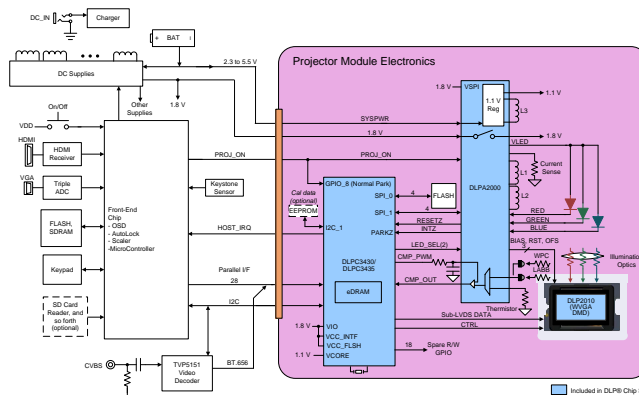 DC_IN
Charger
+ BAT -
2.3 to 5.5 V
DC Supplies
Other
Supplies
1.8 V
On/Off
VDD
HDMI
HDMI
Receiver
VGA
Triple
ADC
FLASH,
SDRAM
Keypad
SD Card
Reader, and
so forth
(optional)
CVBS
Front-End
Chip
- OSD
- AutoLock
- Scaler
-MicroController
TVP5151
Video
Decoder
BT.656
PROJ_ON
Keystone
Sensor
HOST_IRQ
Parallel I/F
28
I2C
Projector Module Electronics
SYSPWR
1.8 V
PROJ_ON
Cal data
(optional)
EEPROM
GPIO_8 (Normal Park)
SPI_0
I2C_1
SPI_1
RESETZ
PARKZ
INTZ
4
FLASH
4
DLPC3430/
DLPC3435
eDRAM
LED_SEL(2)
CMP_PWM
CMP_OUT
Thermistor
1.8 V
VIO
VCC_INTF
VCC_FLSH
1.1 V
VCORE
18
Spare R/W
GPIO
Sub-LVDS DATA
CTRL
1.8 V
VSPI
1.1 V
Reg
1.1 V
L3
1.8 V
VLED
DLPA2000
L1
L2
Current
Sense
RED
GREEN
BLUE
BIAS, RST, OFS
3
WPC
LABB
Illumination
Optics
DLP2010
(WVGA
DMD)
Included in DLP® Chip